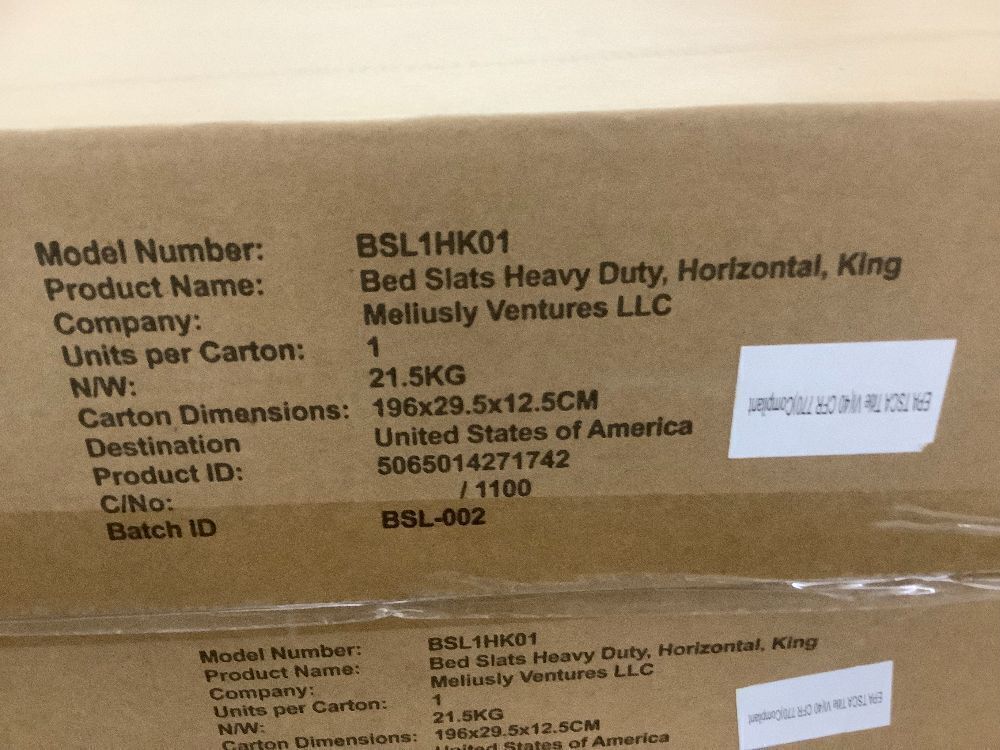 Model Number: BSL1HK01
Product Name: Bed Slats Heavy Duty, Horizontal, King
Company: Meliusly Ventures LLC
Units per Carton: 1
N/W: 21.5KG
Carton Dimensions: 196x29.5x12.5CM
Destination United States of America
Product ID: 5065014271742
C/No: / 1100
Batch ID BSL-002
EPA TSCA Title VI(40 CFR 770)Compliant
Model Number: BSL1HK01
Product Name: Bed Slats Heavy Duty, Horizontal, King
Company: Meliusly Ventures LLC
Units per Carton: 1
N/W: 21.5KG
Carton Dimensions: 196x29.5x12.5CM
United States of America
EPA TSCA Title VI(40 CFR 770)Compliant